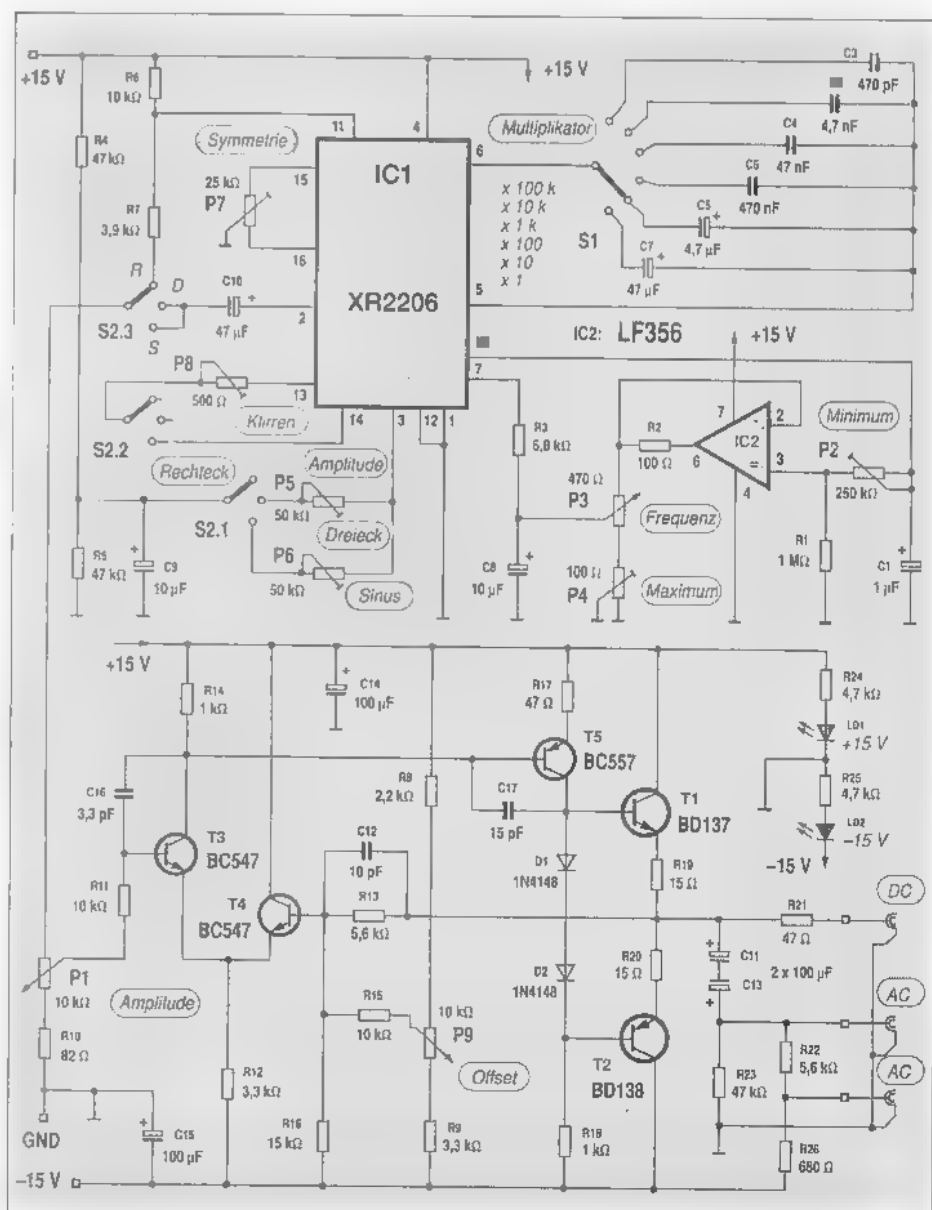 +15 V
R6
10 kΩ
+15 V
C3
470 pF
4,7 nF
R4
47 kΩ
Symmetrie
11
4
Multiplikator
C4
47 nF
25 kΩ
P7
15
IC1
6
C6
470 nF
R7
3,9 kΩ
16
x 100 k
x 10 k
x 1 k
x 100
x 10
x 1
S1
C5
+
4,7 µF
C7
+
47 µF
R
D
S
S2.3
C10
+
47 µF
2
XR2206
5
IC2: LF356
+15 V
P8
500 Ω
13
7
Klirren
S2.2
14
3
12
1
R3
6,8 kΩ
R2
100 Ω
7
2
IC2
6
3
4
Minimum
P2
250 kΩ
Rechteck
Amplitude
P5
50 kΩ
S2.1
Dreieck
470 Ω
P3
Frequenz
R5
47 kΩ
+
C9
10 µF
P6
50 kΩ
Sinus
+
C8
10 µF
100 Ω
P4
Maximum
R1
1 MΩ
+
C1
1 µF
+15 V
R14
1 kΩ
+
C14
100 µF
R17
47 Ω
R24
4,7 kΩ
T5
BC557
LD1
+15 V
C16
3,3 pF
R8
2,2 kΩ
C17
15 pF
R25
4,7 kΩ
T3
BC547
C12
10 pF
T1
BD137
LD2
−15 V
−15 V
R11
10 kΩ
T4
BC547
R13
5,6 kΩ
D1
1N4148
R19
15 Ω
DC
R21
47 Ω
P1
10 kΩ
Amplitude
R15
10 kΩ
10 kΩ
P9
D2
1N4148
R20
15 Ω
+
C11
C13
+
2 x 100 µF
AC
R10
82 Ω
Offset
T2
BD138
R22
5,6 kΩ
AC
R12
3,3 kΩ
R23
47 kΩ
GND
+
C15
100 µF
R16
15 kΩ
R9
3,3 kΩ
R18
1 kΩ
R26
680 Ω
−15 V